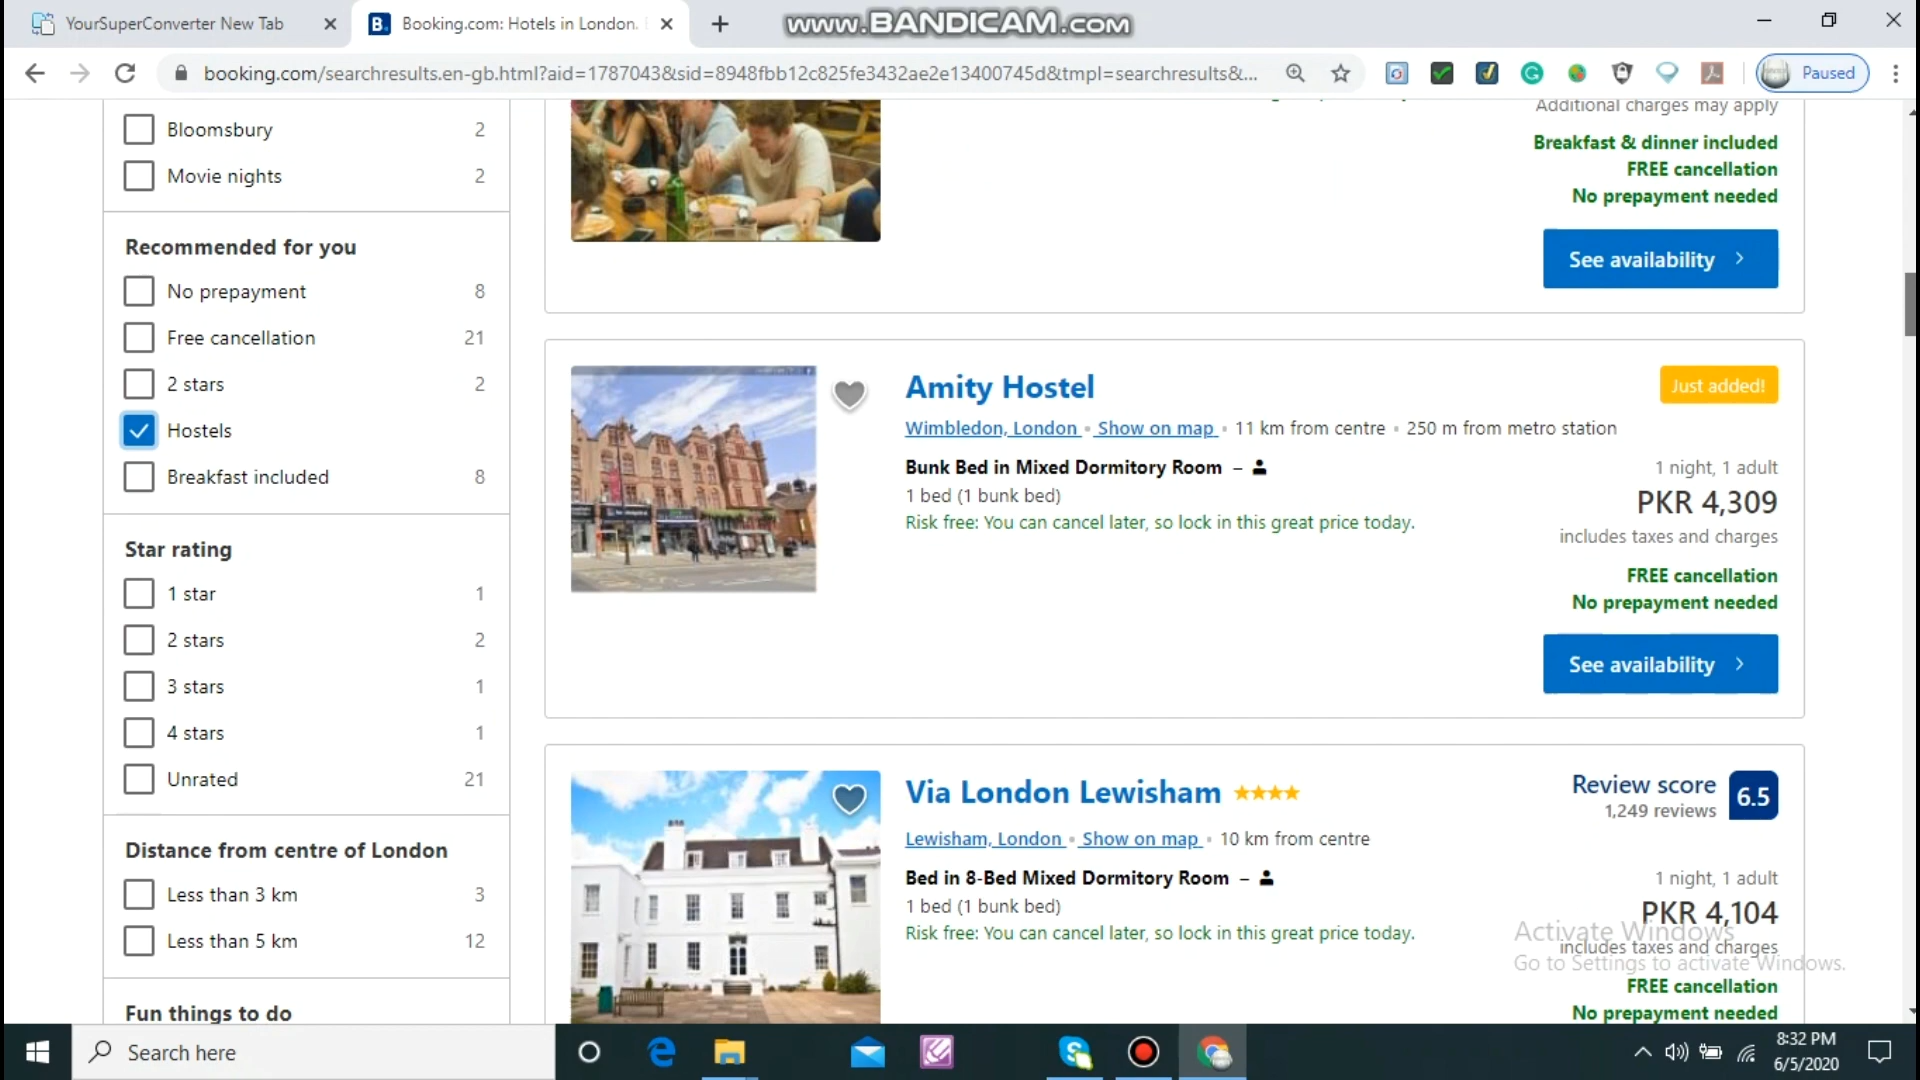 YourSuperConverter New Tab
Booking.com: Hotels in London.
www.BANDICAM.com
booking.com/searchresults.en-gb.html?aid=1787043&sid=8948fbb12c825fe3432ae2e13400745d&tmpl=searchresults&...
Paused
Bloomsbury 2
Movie nights 2
Recommended for you
No prepayment 8
Free cancellation 21
2 stars 2
Hostels
Breakfast included 8
Star rating
1 star 1
2 stars 2
3 stars 1
4 stars 1
Unrated 21
Distance from centre of London
Less than 3 km 3
Less than 5 km 12
Fun things to do
Additional charges may apply
Breakfast & dinner included
FREE cancellation
No prepayment needed
See availability
Amity Hostel
Just added!
Wimbledon, London • Show on map • 11 km from centre • 250 m from metro station
Bunk Bed in Mixed Dormitory Room –
1 bed (1 bunk bed)
Risk free: You can cancel later, so lock in this great price today.
1 night, 1 adult
PKR 4,309
includes taxes and charges
FREE cancellation
No prepayment needed
See availability
Via London Lewisham
Review score 6.5
1,249 reviews
Lewisham, London • Show on map • 10 km from centre
Bed in 8-Bed Mixed Dormitory Room –
1 bed (1 bunk bed)
Risk free: You can cancel later, so lock in this great price today.
1 night, 1 adult
PKR 4,104
includes taxes and charges
FREE cancellation
No prepayment needed
Activate Windows
Go to Settings to activate Windows.
Search here
8:32 PM
6/5/2020